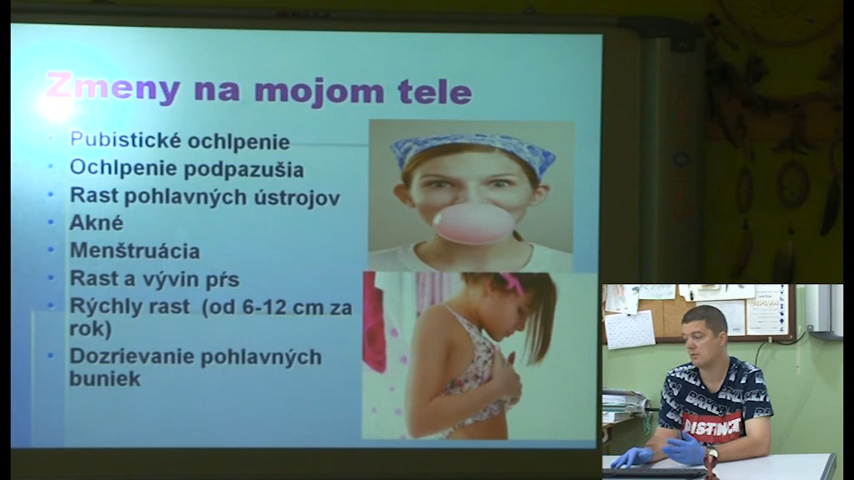 Zmeny na mojom tele
Pubistické ochlpenie
Ochlpenie podpazušia
Rast pohlavných ústrojov
Akné
Menštruácia
Rast a vývin pŕs
Rýchly rast (od 6-12 cm za
rok)
Dozrievanie pohlavných
buniek
DISTINCT